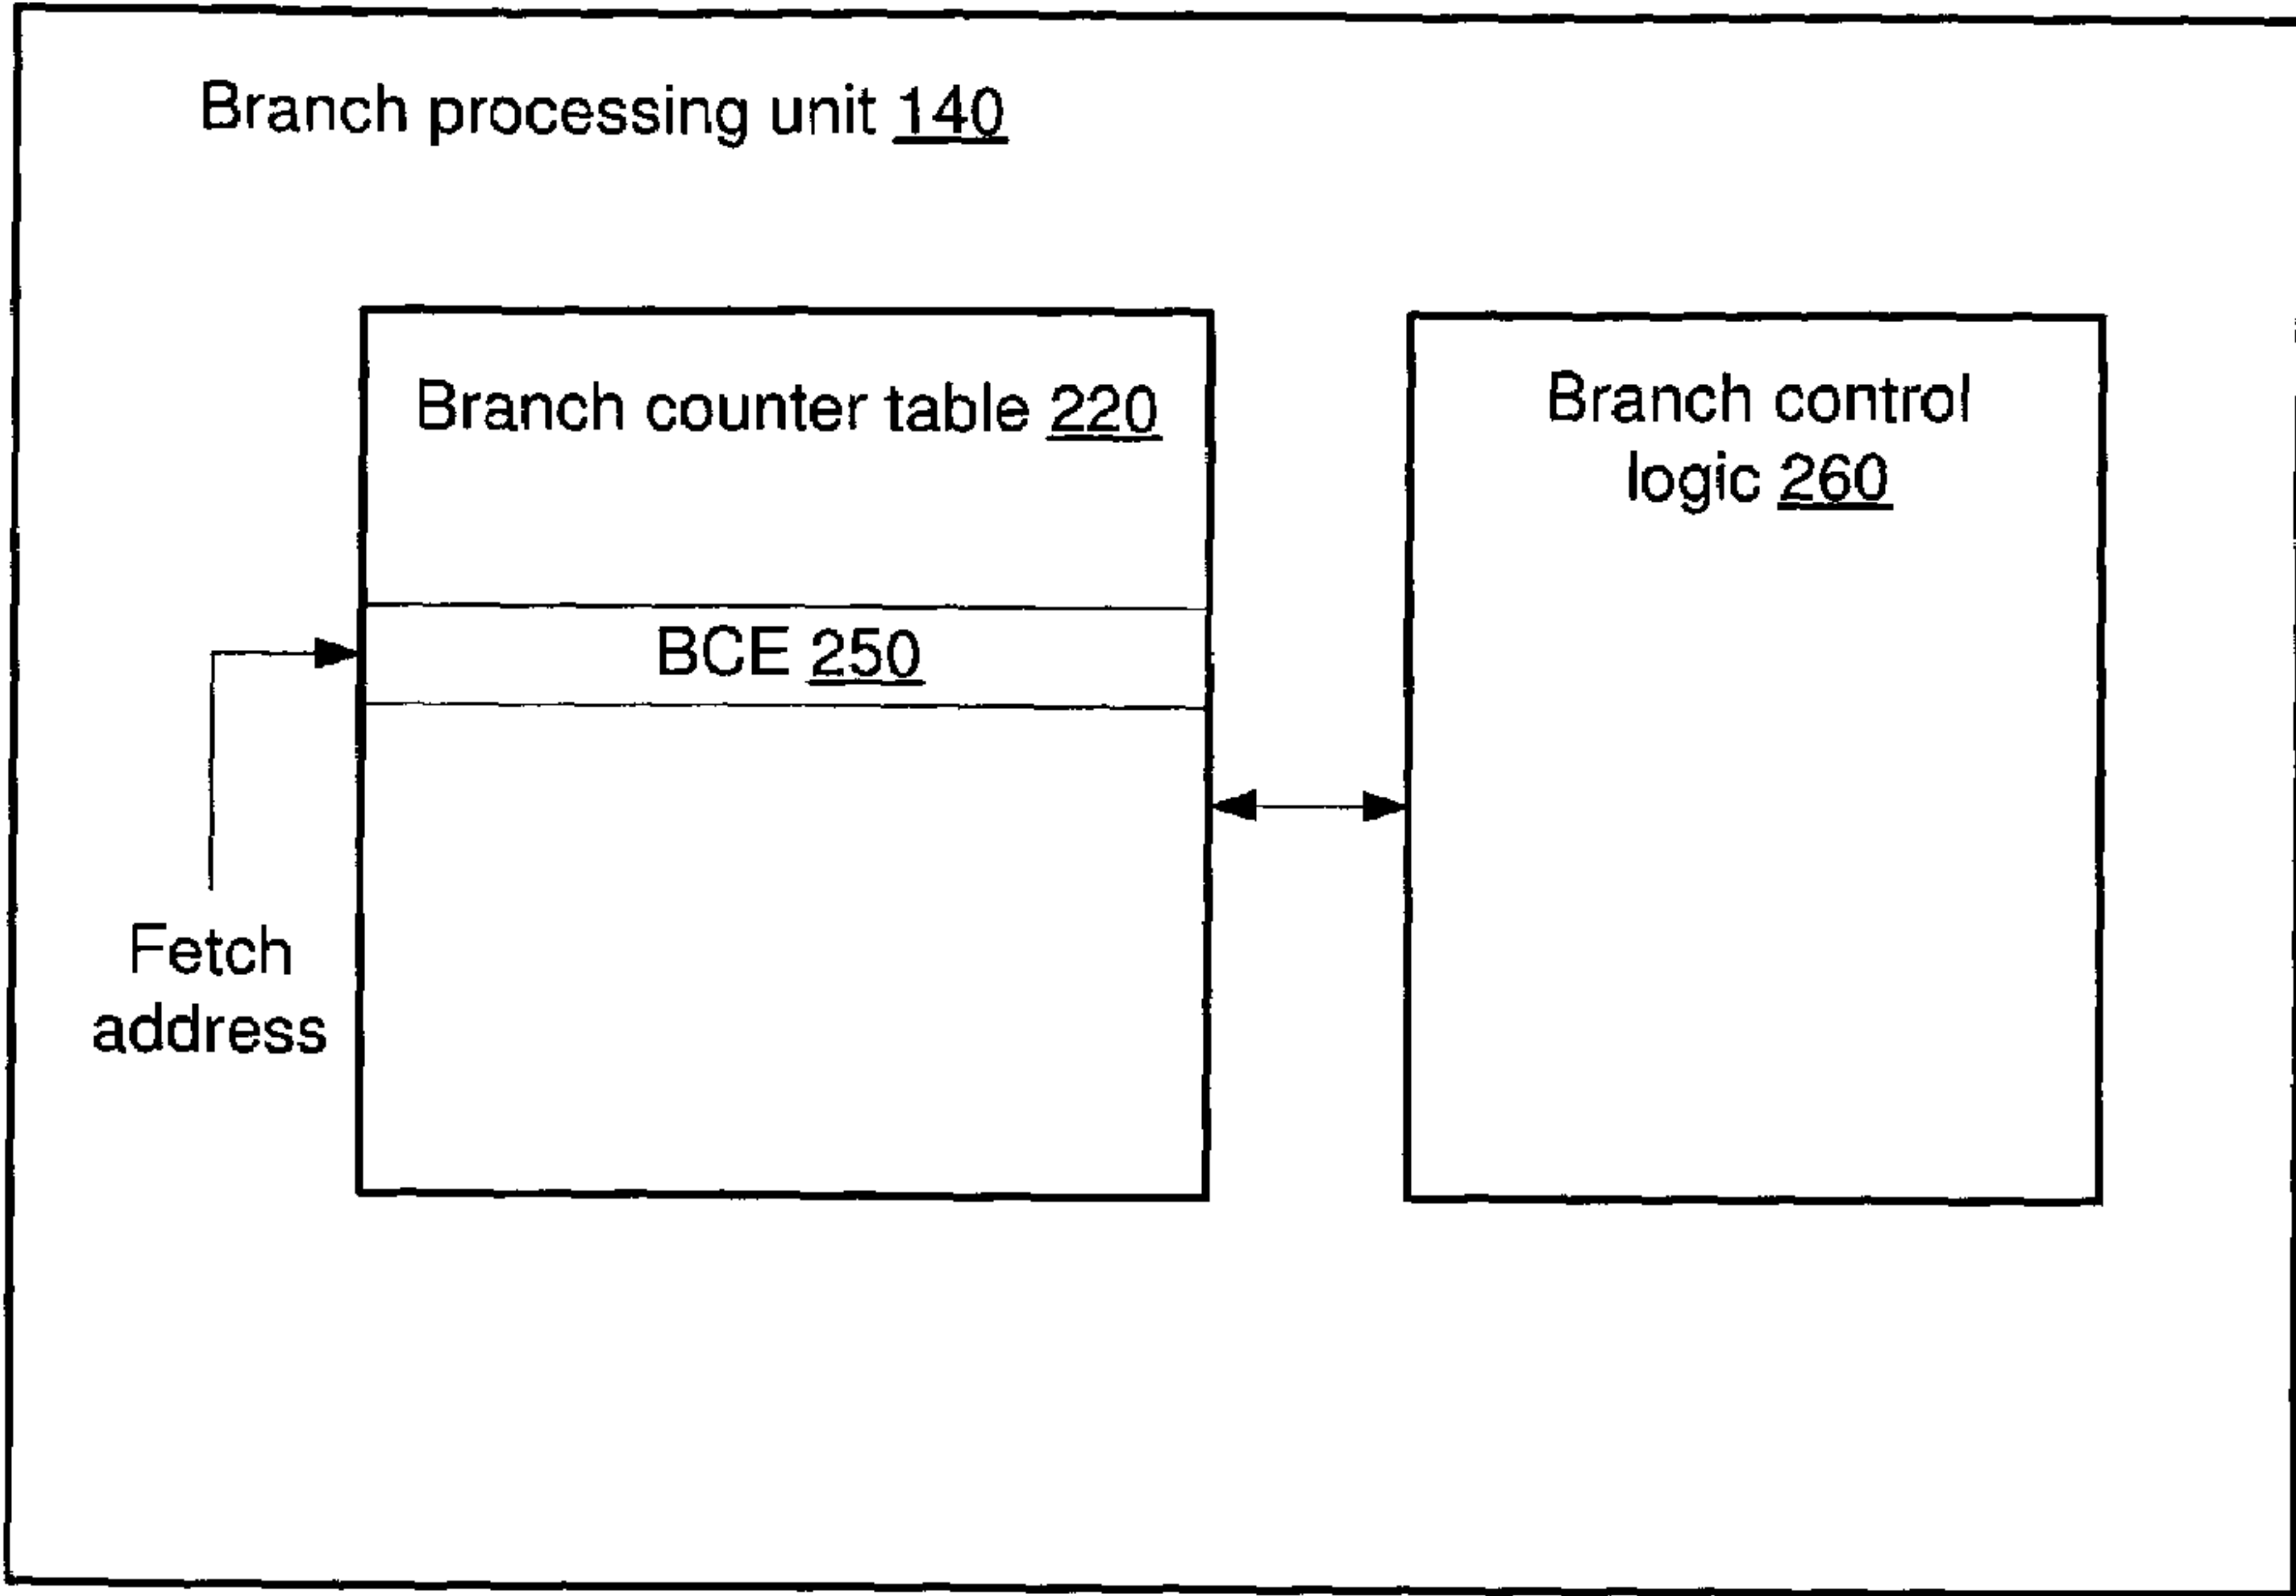 Branch processing unit 140
Branch counter table 220
Branch control
logic 260
BCE 250
Fetch
address